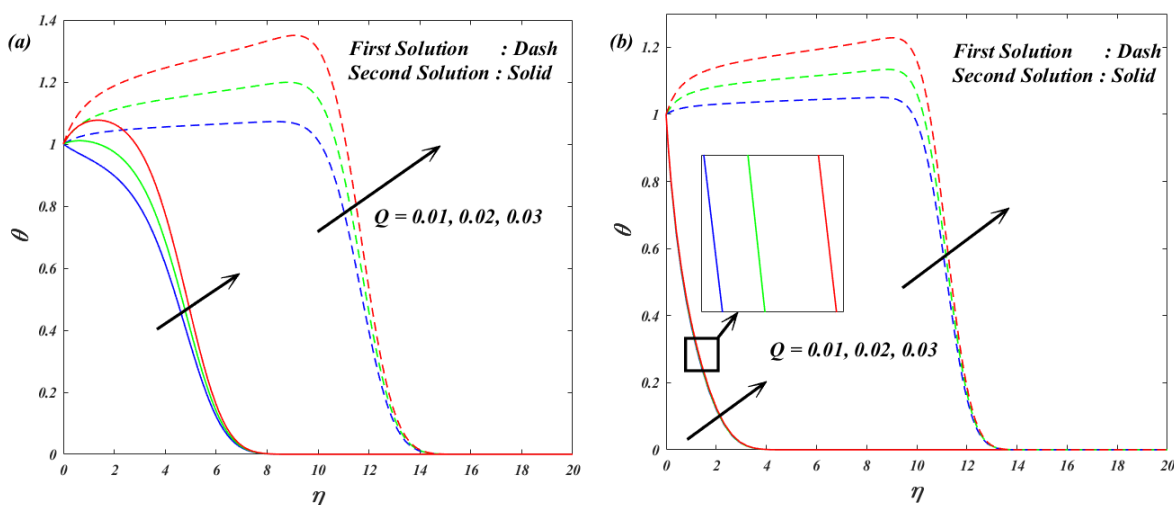 (a)
First Solution : Dash
Second Solution : Solid
Q = 0.01, 0.02, 0.03
θ
1.4
1.2
1
0.8
0.6
0.4
0.2
0
0 2 4 6 8 10 12 14 16 18 20
η
(b)
First Solution : Dash
Second Solution : Solid
Q = 0.01, 0.02, 0.03
θ
1.2
1
0.8
0.6
0.4
0.2
0
0 2 4 6 8 10 12 14 16 18 20
η